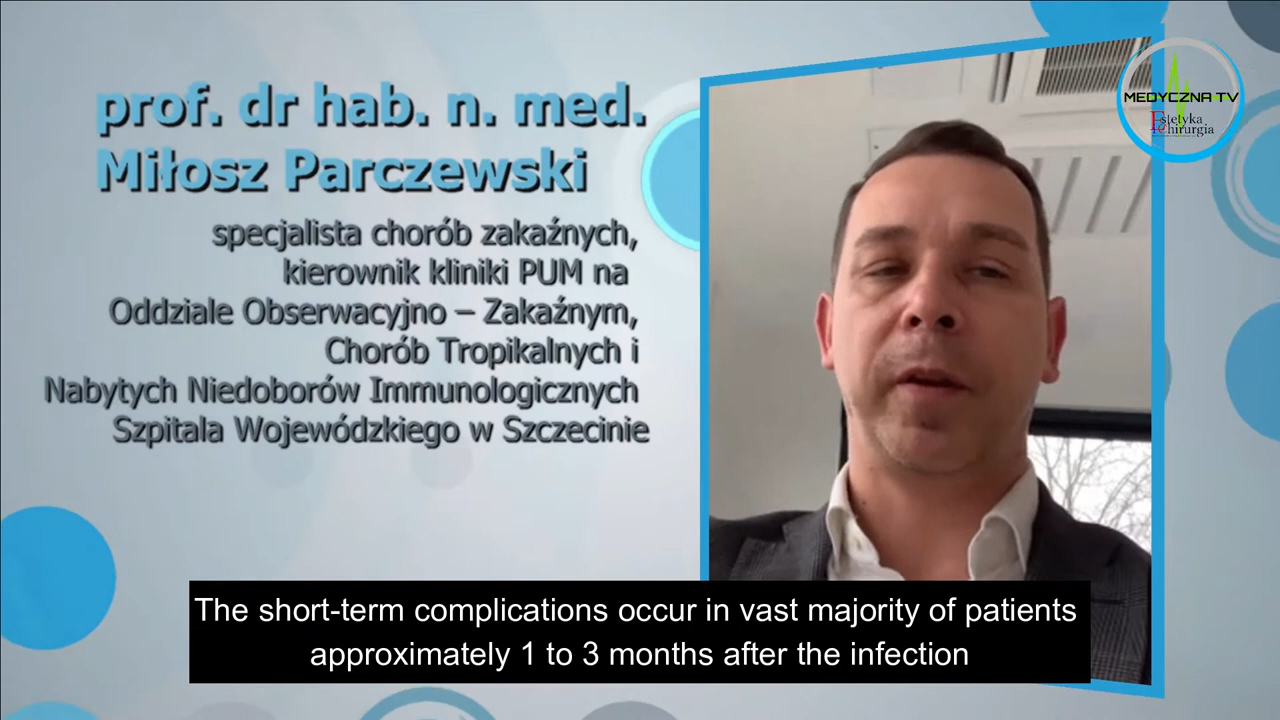 prof. dr hab. n. med.
Miłosz Parczewski
specjalista chorób zakaźnych,
kierownik kliniki PUM na
Oddziale Obserwacyjno – Zakaźnym,
Chorób Tropikalnych i
Nabytych Niedoborów Immunologicznych
Szpitala Wojewódzkiego w Szczecinie
MEDYCZNA TV
Estetyka
Chirurgia
The short-term complications occur in vast majority of patients
approximately 1 to 3 months after the infection